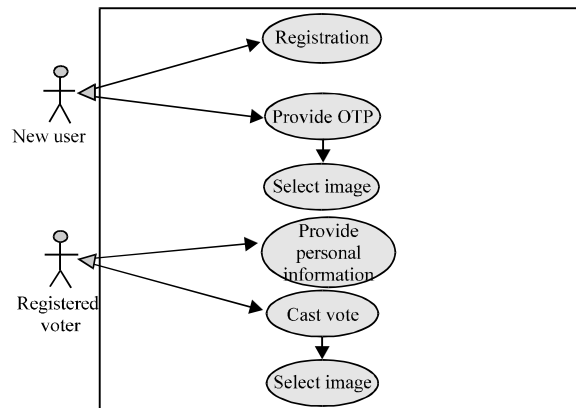 Registration
New user
Provide OTP
Select image
Provide
personal
information
Registered
voter
Cast vote
Select image